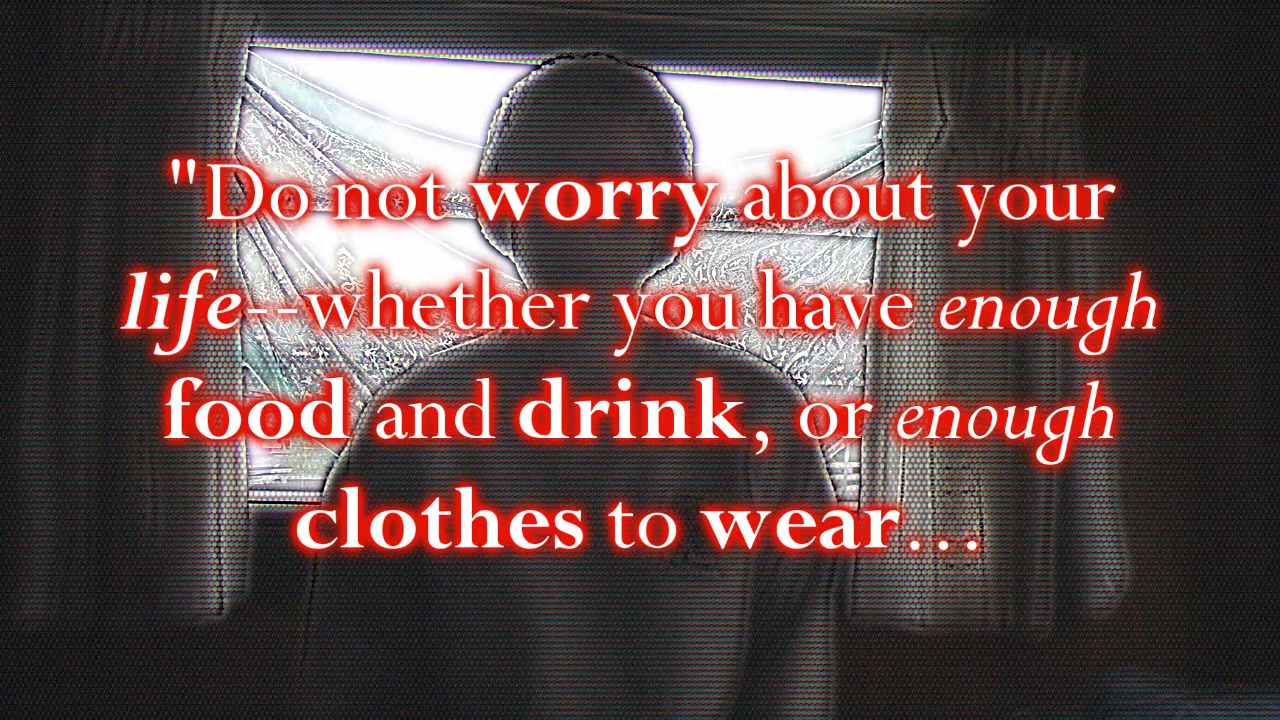 "Do not worry about your
life--whether you have enough
food and drink, or enough
clothes to wear...